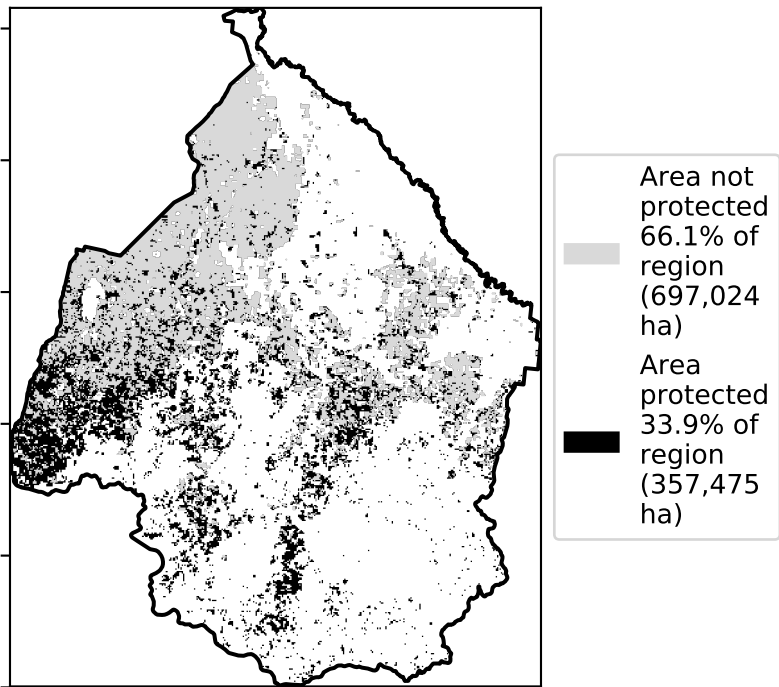 Area not
protected
66.1% of
region
(697,024
ha)
Area
protected
33.9% of
region
(357,475
ha)